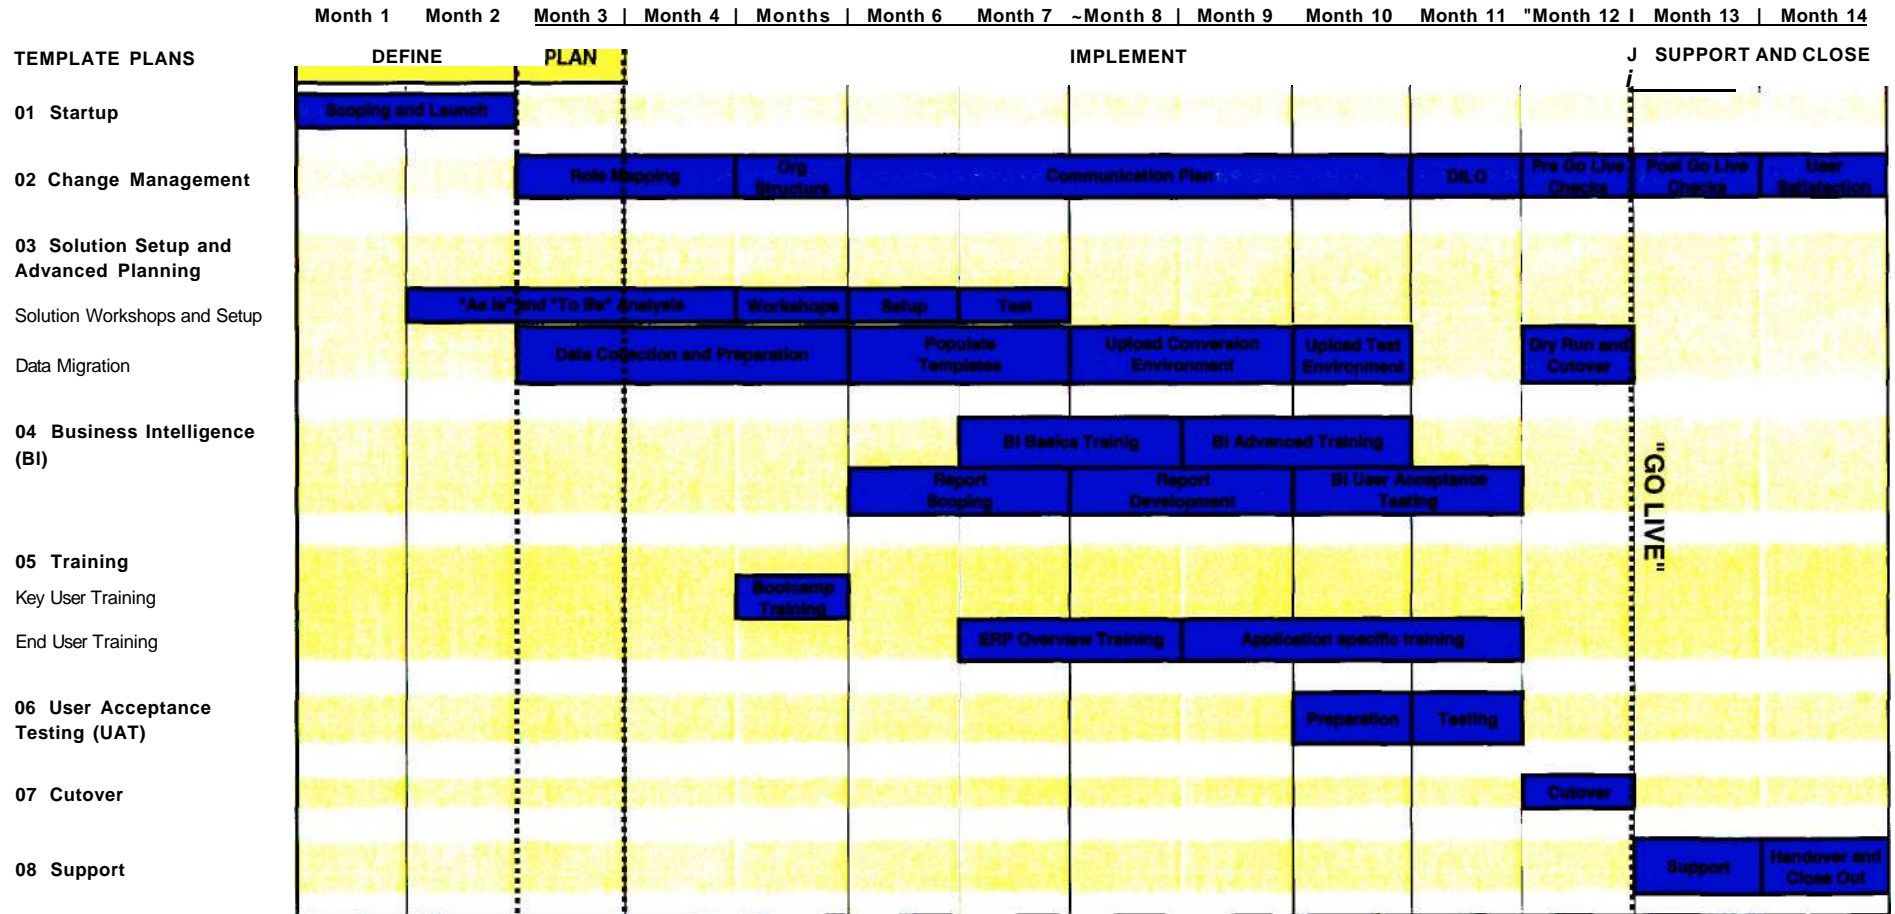 Month 1 Month 2 Month 3 | Month 4 | Months | Month 6 Month 7 ~Month 8 | Month 9 Month 10 Month 11 "Month 12 I Month 13 | Month 14
TEMPLATE PLANS DEFINE PLAN IMPLEMENT J SUPPORT AND CLOSE
i
01 Startup
Scoping and Launch
02 Change Management
Role Mapping
Org
Structure
Communication Plan
DILO
Pre Go Live
Checks
Post Go Live
Checks
User
Satisfaction
03 Solution Setup and
Advanced Planning
Solution Workshops and Setup
"As Is" and "To Be" Analysis
Workshops
Setup
Test
Data Migration
Data Collection and Preparation
Populate
Templates
Upload Conversion
Environment
Upload Test
Environment
Dry Run and
Cutover
04 Business Intelligence
(BI)
BI Basics Trainig
BI Advanced Training
Report
Scoping
Report
Development
BI User Acceptance
Testing
"GO LIVE"
05 Training
Key User Training
Bootcamp
Training
End User Training
ERP Overview Training
Application specific training
06 User Acceptance
Testing (UAT)
Preparation
Testing
07 Cutover
Cutover
08 Support
Support
Handover and
Close Out